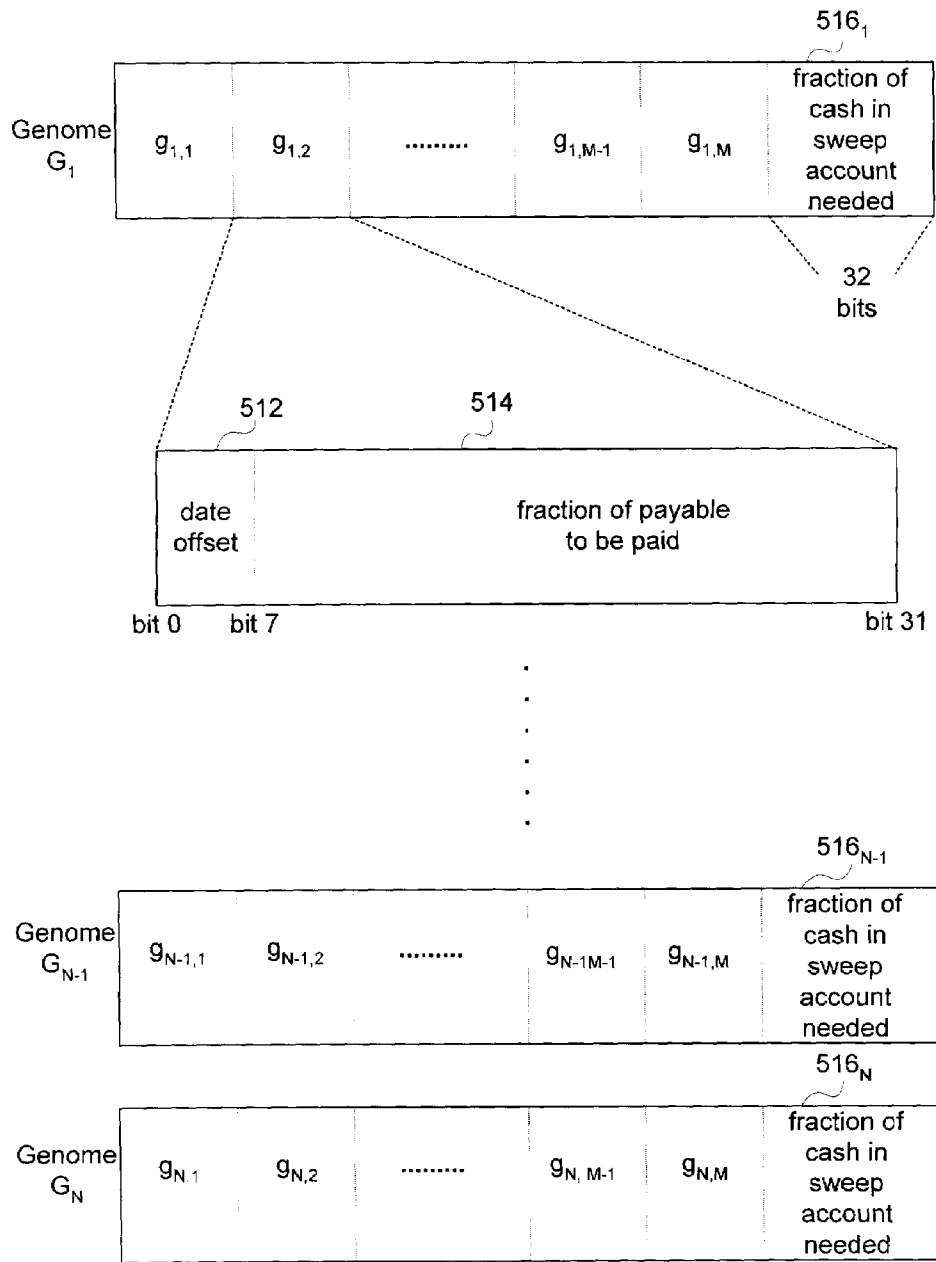 516₁
Genome
G₁
g₁,₁
g₁,₂
........
g₁,M-1
g₁,M
fraction of
cash in
sweep
account
needed
32
bits
512
514
date
offset
fraction of payable
to be paid
bit 0
bit 7
bit 31
516N-1
Genome
GN-1
gN-1,1
gN-1,2
........
gN-1M-1
gN-1,M
fraction of
cash in
sweep
account
needed
516N
Genome
GN
gN.1
gN,2
........
gN, M-1
gN,M
fraction of
cash in
sweep
account
needed